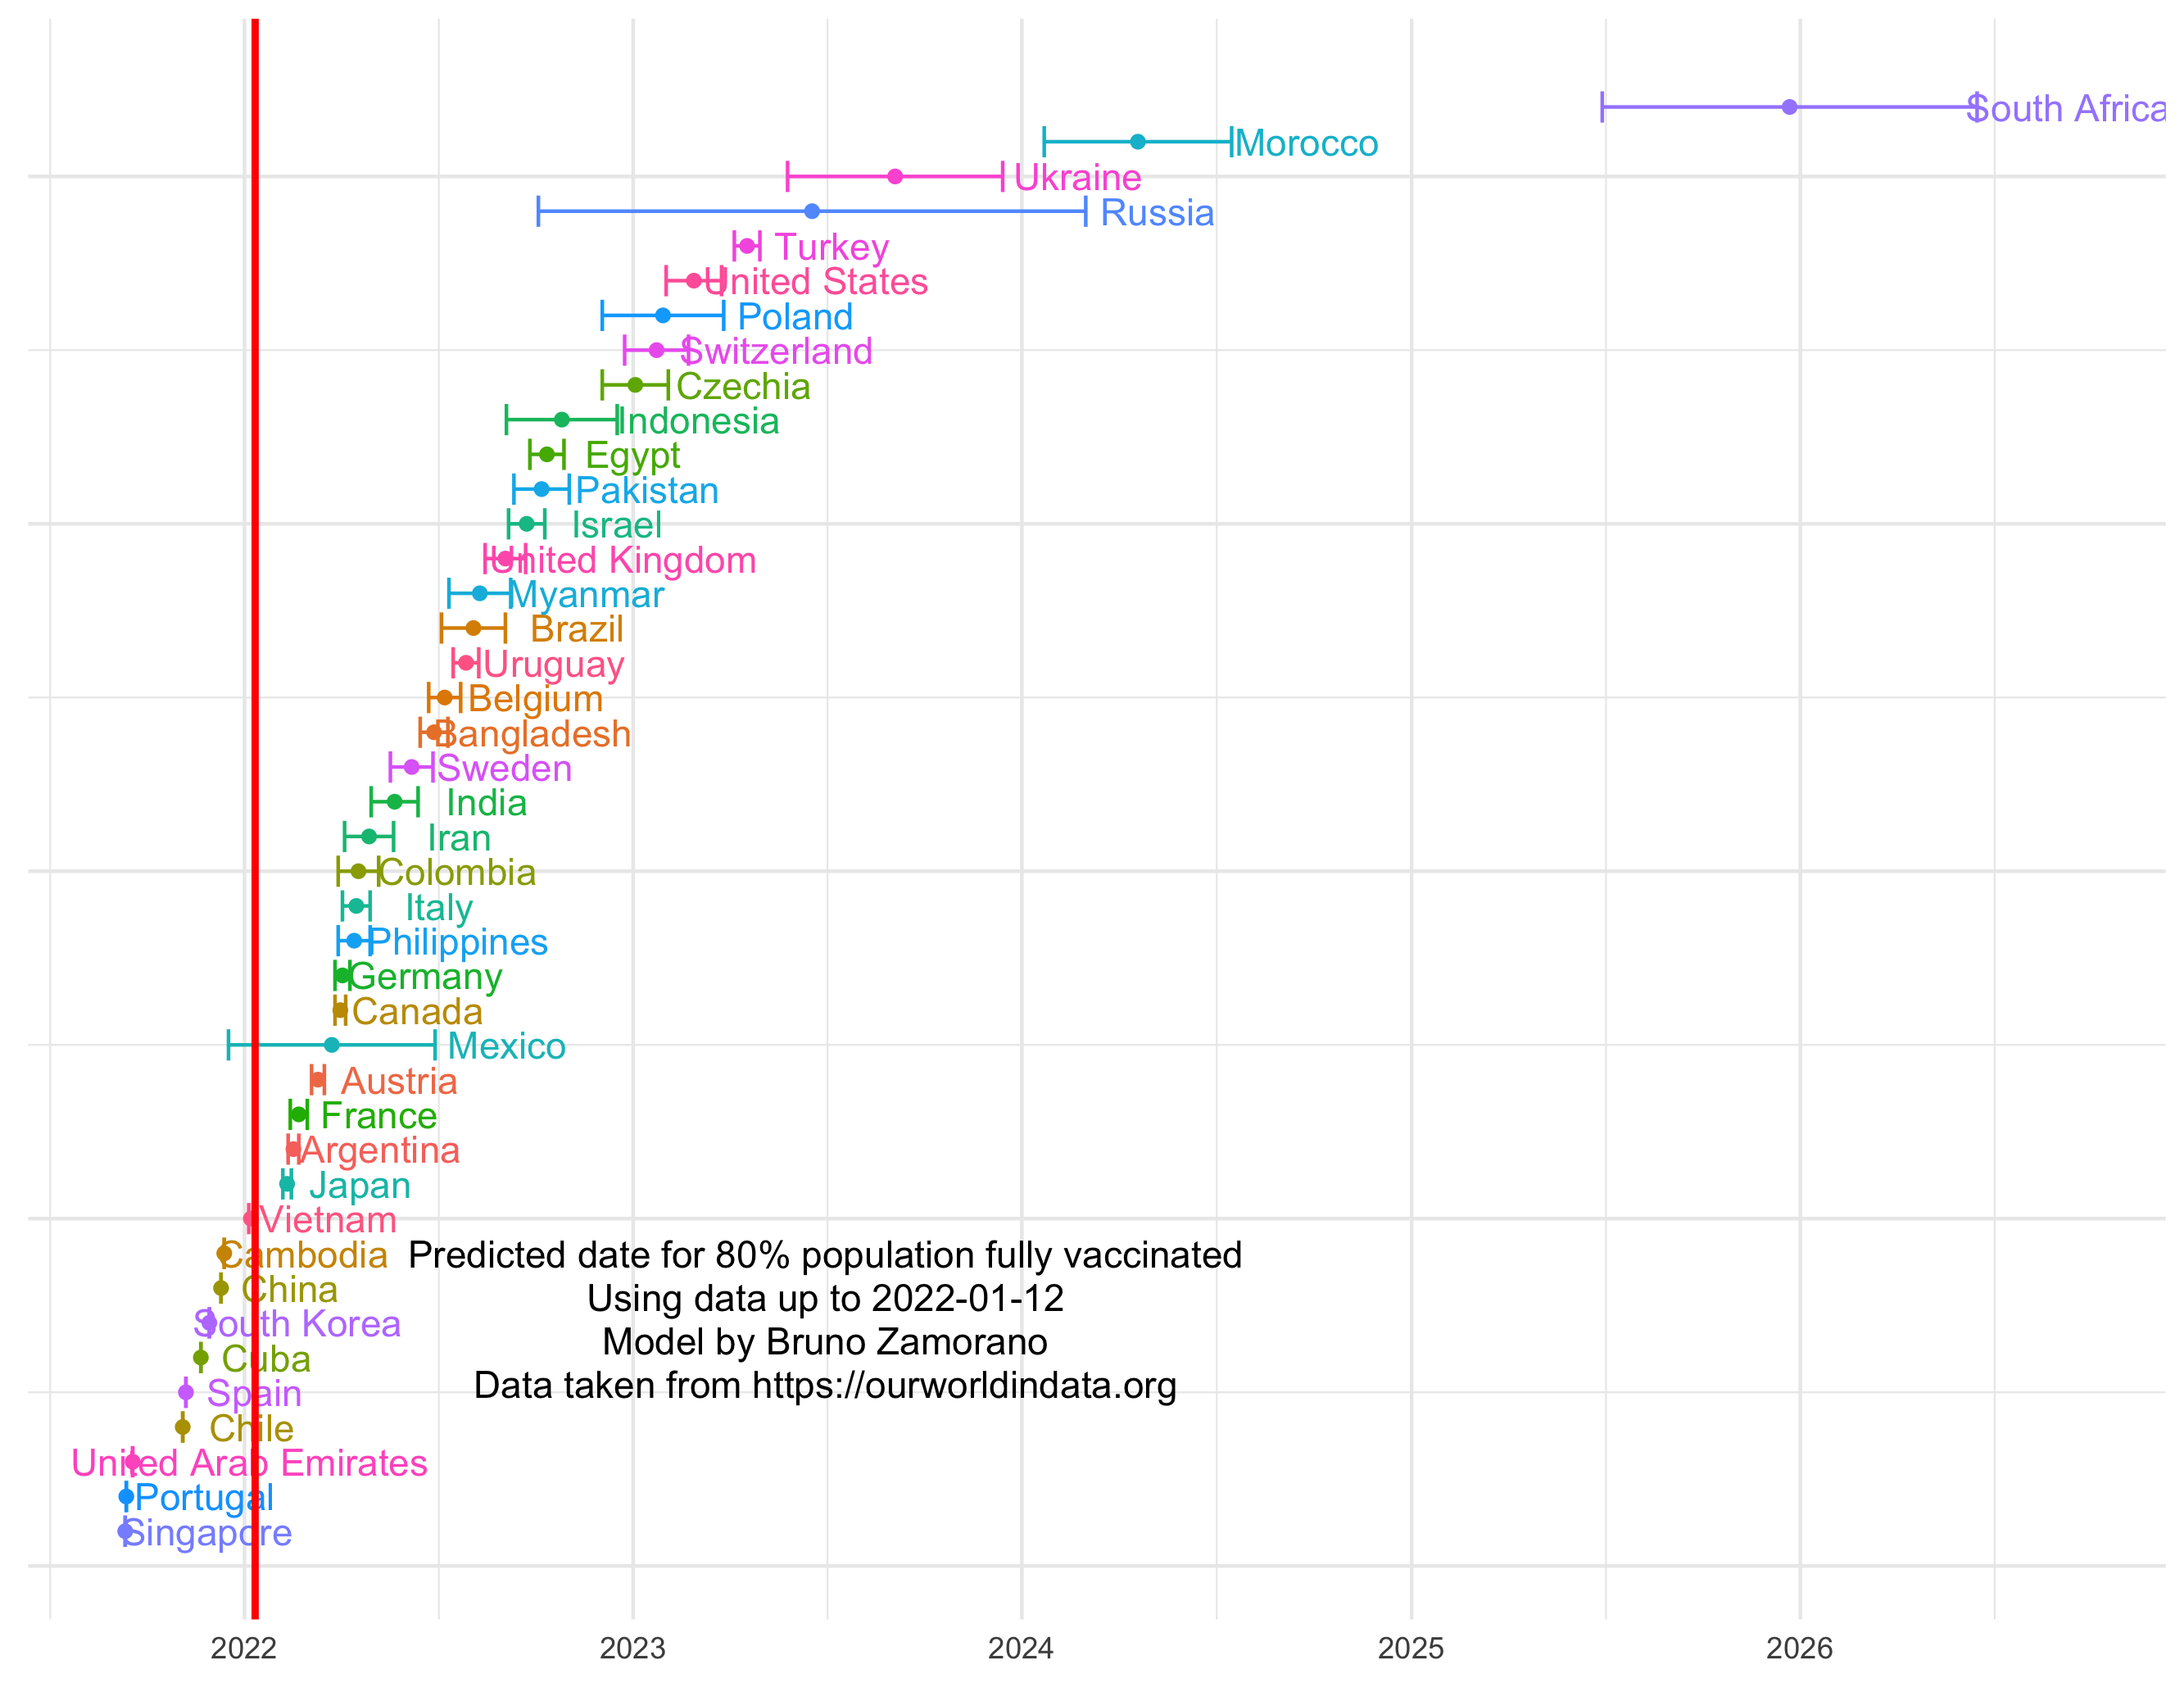 South Africa
Morocco
Ukraine
Russia
Turkey
United States
Poland
Switzerland
Czechia
Indonesia
Egypt
Pakistan
Israel
United Kingdom
Myanmar
Brazil
Uruguay
Belgium
Bangladesh
Sweden
India
Iran
Colombia
Italy
Philippines
Germany
Canada
Mexico
Austria
France
Argentina
Japan
Vietnam
Cambodia
China
South Korea
Cuba
Spain
Chile
United Arab Emirates
Portugal
Singapore
Predicted date for 80% population fully vaccinated
Using data up to 2022-01-12
Model by Bruno Zamorano
Data taken from https://ourworldindata.org
2022
2023
2024
2025
2026